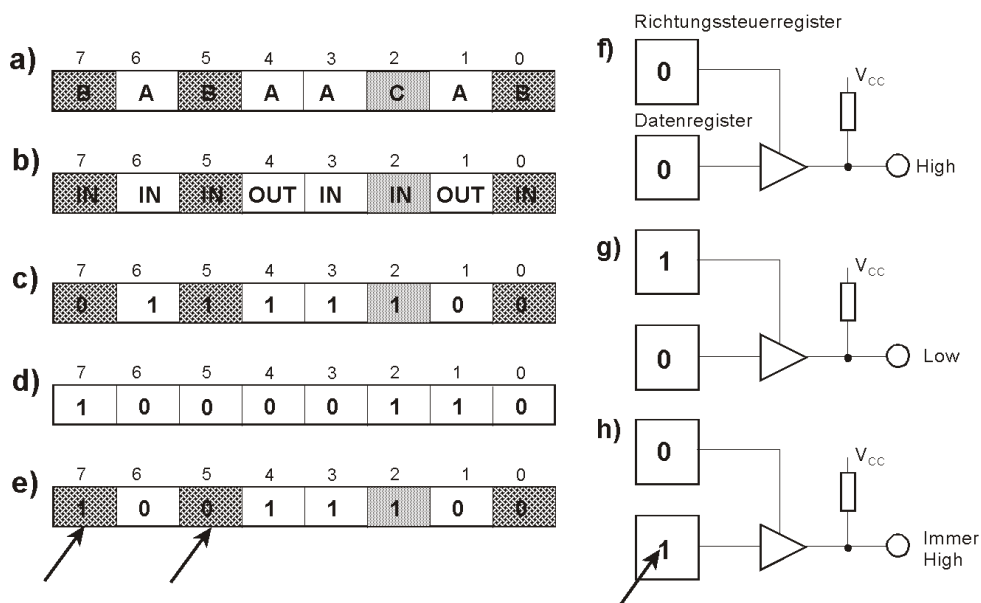 a)
7 6 5 4 3 2 1 0
B A B A A C A B
b)
7 6 5 4 3 2 1 0
IN IN IN OUT IN IN OUT IN
c)
7 6 5 4 3 2 1 0
0 1 1 1 1 1 0 0
d)
7 6 5 4 3 2 1 0
1 0 0 0 0 1 1 0
e)
7 6 5 4 3 2 1 0
1 0 0 1 1 1 0 0
Richtungssteuerregister
f)
0
VCC
Datenregister
0
High
g)
1
VCC
0
Low
h)
0
VCC
1
Immer
High